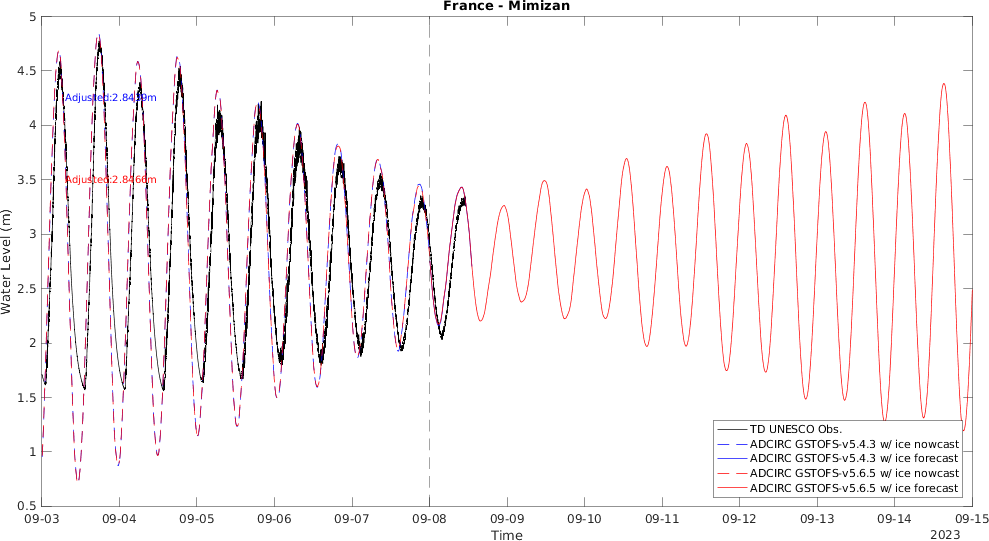 France - Mimizan
Water Level (m)
5
4.5
4
3.5
3
2.5
2
1.5
1
0.5
Adjusted:2.8439m
Adjusted:2.8466m
TD UNESCO Obs.
ADCIRC GSTOFS-v5.4.3 w/ ice nowcast
ADCIRC GSTOFS-v5.4.3 w/ ice forecast
ADCIRC GSTOFS-v5.6.5 w/ ice nowcast
ADCIRC GSTOFS-v5.6.5 w/ ice forecast
09-03 09-04 09-05 09-06 09-07 09-08 09-09 09-10 09-11 09-12 09-13 09-14 09-15
Time
2023